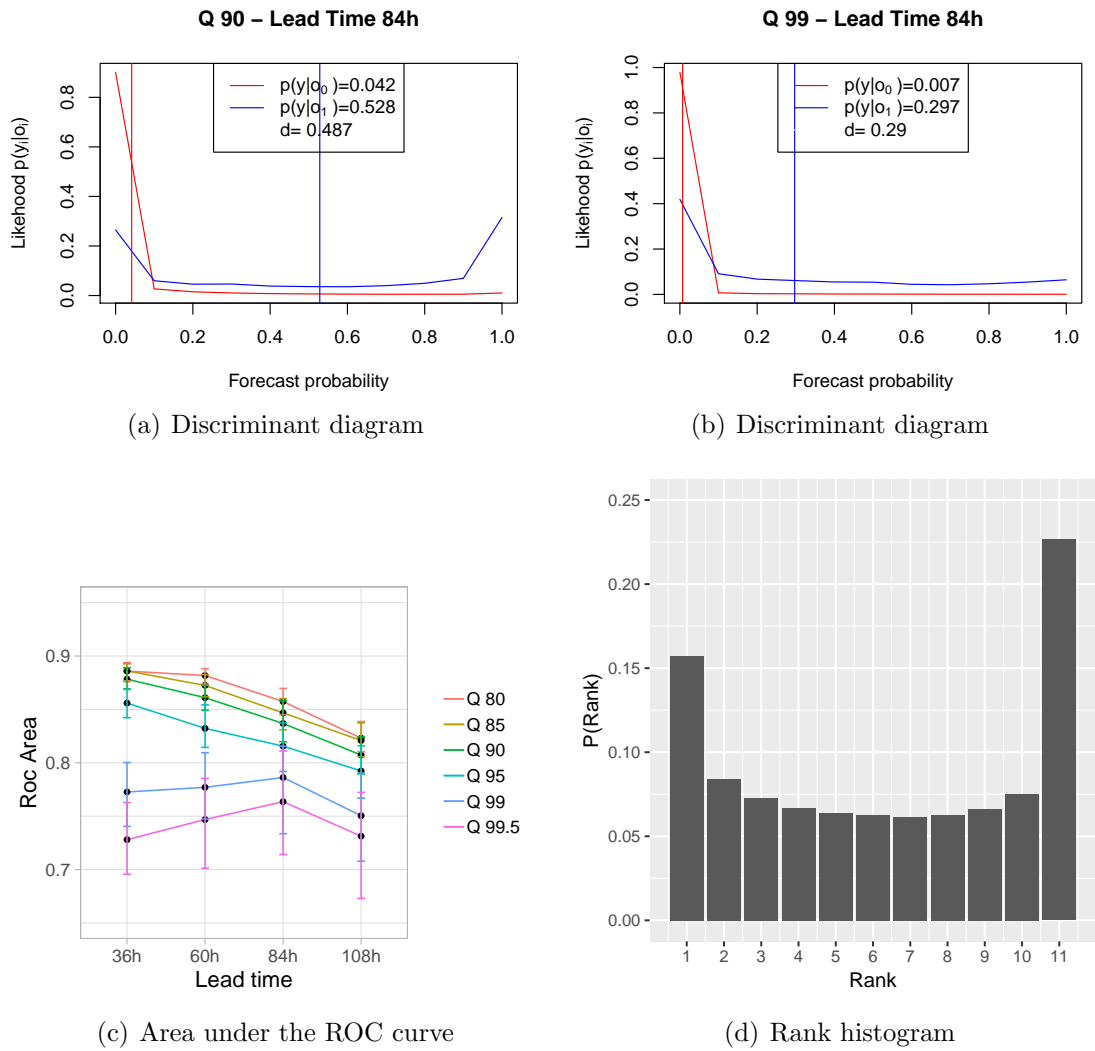 Q 90 − Lead Time 84h
Likehood p(yᵢ|oᵢ)
0.8
0.6
0.4
0.2
0.0
p(y|o₀ )=0.042
p(y|o₁ )=0.528
d= 0.487
0.0 0.2 0.4 0.6 0.8 1.0
Forecast probability
(a) Discriminant diagram
Q 99 − Lead Time 84h
Likehood p(yᵢ|oᵢ)
1.0
0.8
0.6
0.4
0.2
0.0
p(y|o₀ )=0.007
p(y|o₁ )=0.297
d= 0.29
0.0 0.2 0.4 0.6 0.8 1.0
Forecast probability
(b) Discriminant diagram
Roc Area
0.9
0.8
0.7
36h 60h 84h 108h
Lead time
Q 80
Q 85
Q 90
Q 95
Q 99
Q 99.5
(c) Area under the ROC curve
P(Rank)
0.25
0.20
0.15
0.10
0.05
0.00
1 2 3 4 5 6 7 8 9 10 11
Rank
(d) Rank histogram